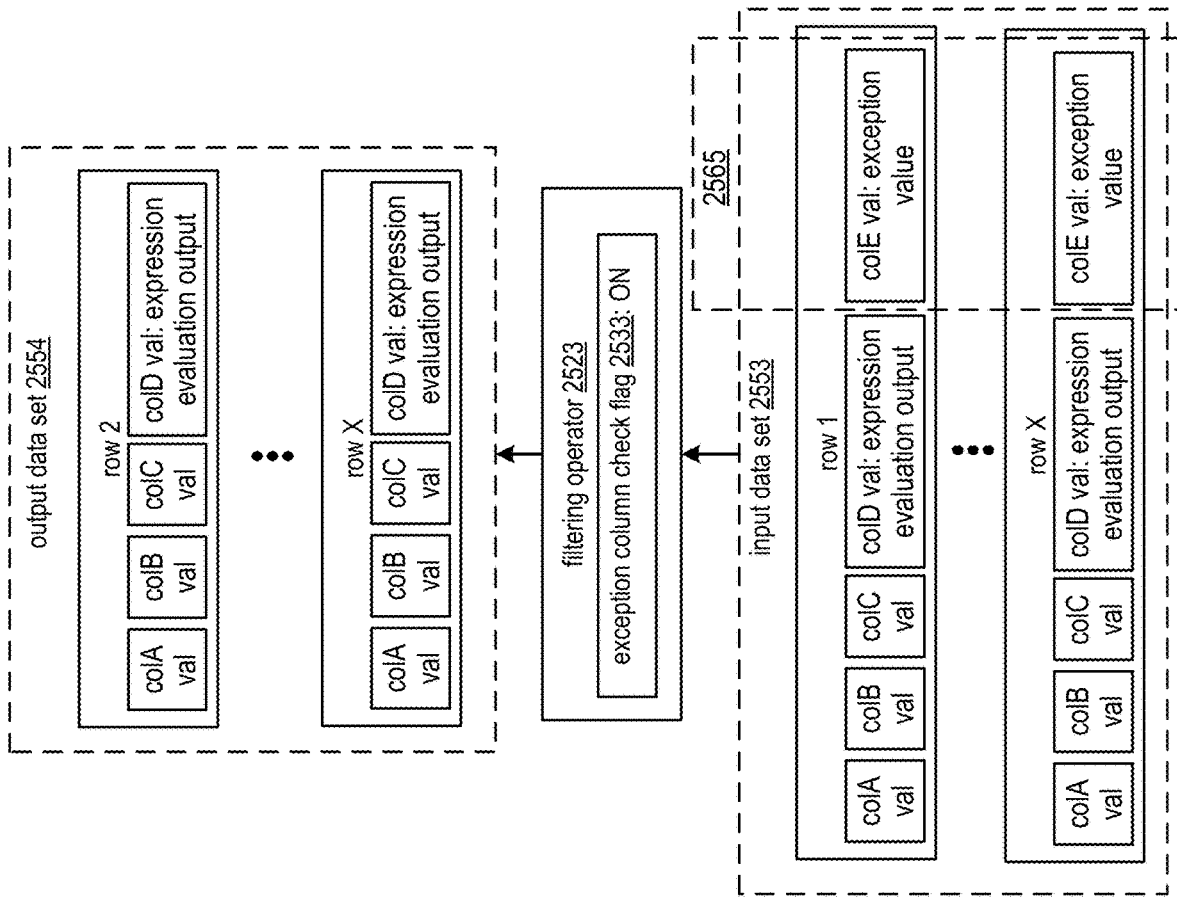 output data set 2554
row 2
colA
val
colB
val
colC
val
colD val: expression
evaluation output
row X
colA
val
colB
val
colC
val
colD val: expression
evaluation output
filtering operator 2523
exception column check flag 2533: ON
input data set 2553
2565
row 1
colA
val
colB
val
colC
val
colD val: expression
evaluation output
colE val: exception
value
row X
colA
val
colB
val
colC
val
colD val: expression
evaluation output
colE val: exception
value